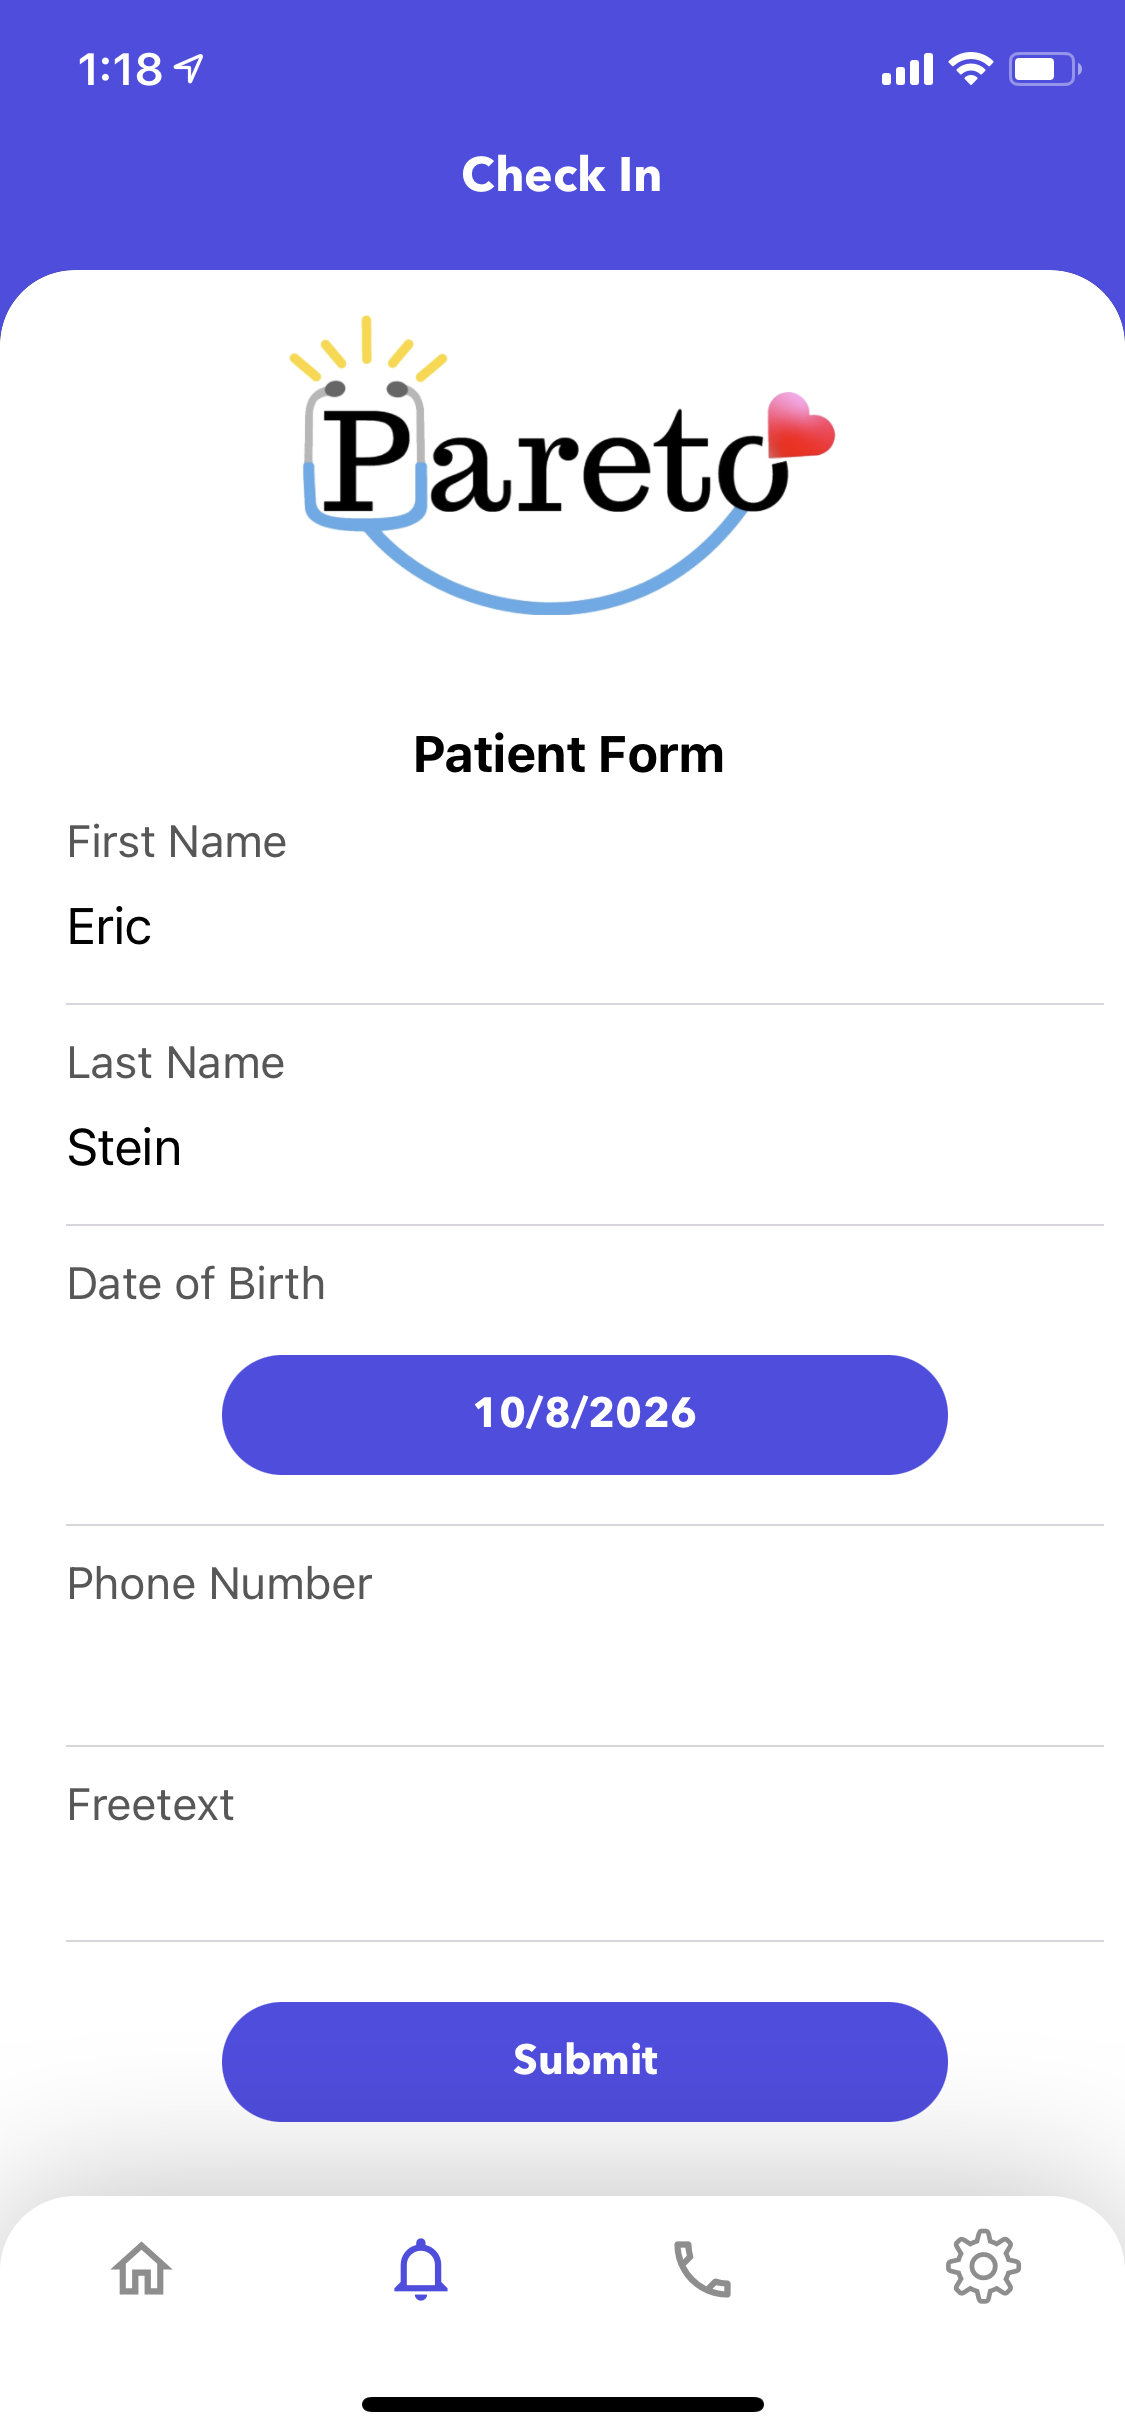 1:18
Check In
Pareto
Patient Form
First Name
Eric
Last Name
Stein
Date of Birth
10/8/2026
Phone Number
Freetext
Submit